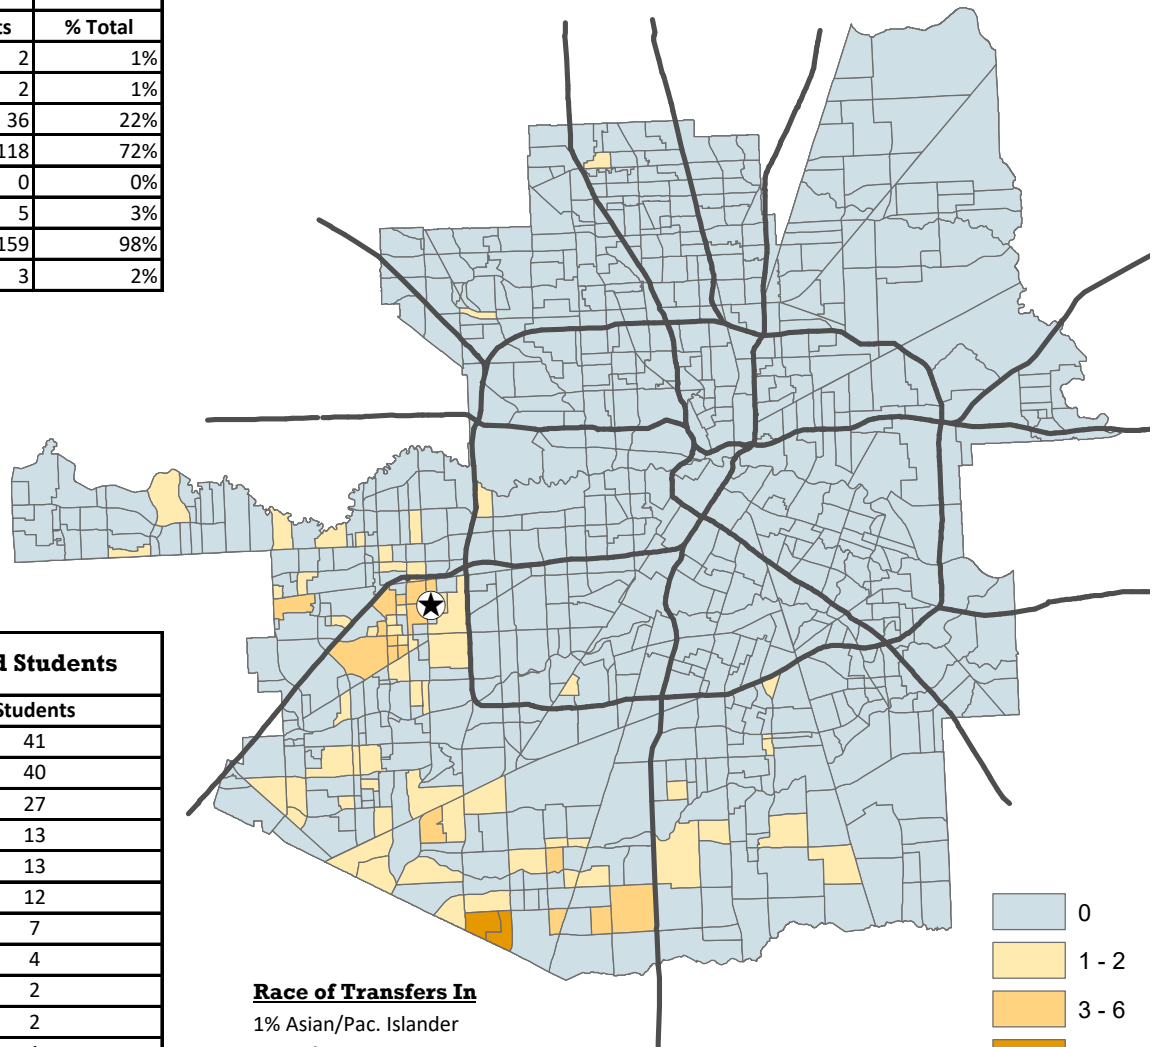 % Total
2 1%
2 1%
36 22%
118 72%
0 0%
5 3%
159 98%
3 2%
Students
Students
41
40
27
13
13
12
7
4
2
2
Race of Transfers In
1% Asian/Pac. Islander
0
1 - 2
3 - 6